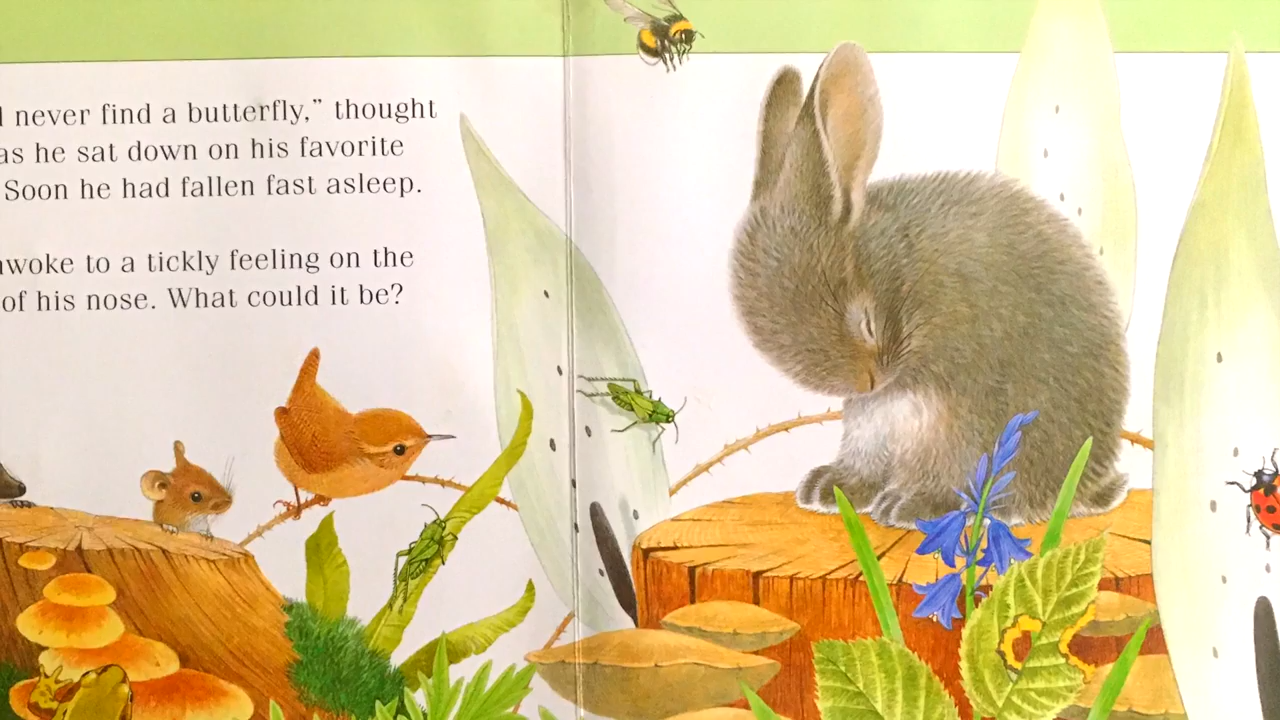 never find a butterfly,” thought
as he sat down on his favorite
Soon he had fallen fast asleep.
awoke to a tickly feeling on the
of his nose. What could it be?